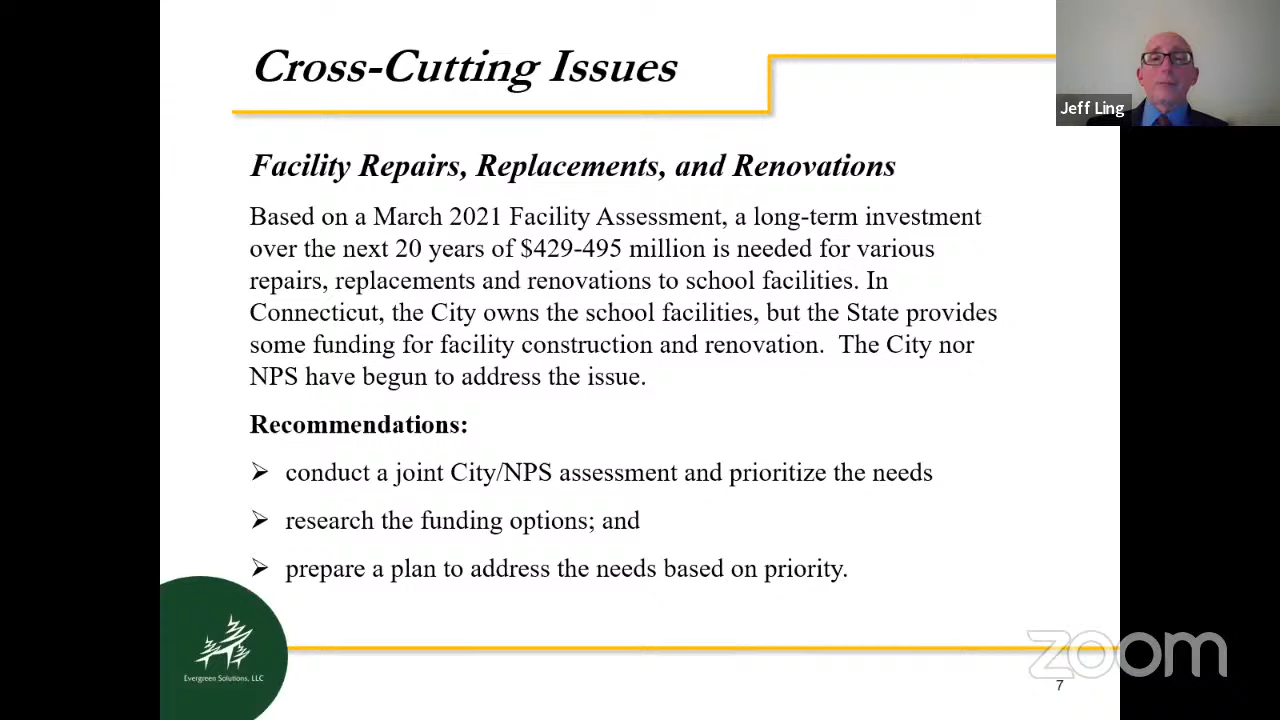 Cross-Cutting Issues
Jeff Ling
Facility Repairs, Replacements, and Renovations
Based on a March 2021 Facility Assessment, a long-term investment
over the next 20 years of $429-495 million is needed for various
repairs, replacements and renovations to school facilities. In
Connecticut, the City owns the school facilities, but the State provides
some funding for facility construction and renovation. The City nor
NPS have begun to address the issue.
Recommendations:
conduct a joint City/NPS assessment and prioritize the needs
research the funding options; and
prepare a plan to address the needs based on priority.
Evergreen Solutions, LLC
zoom
7